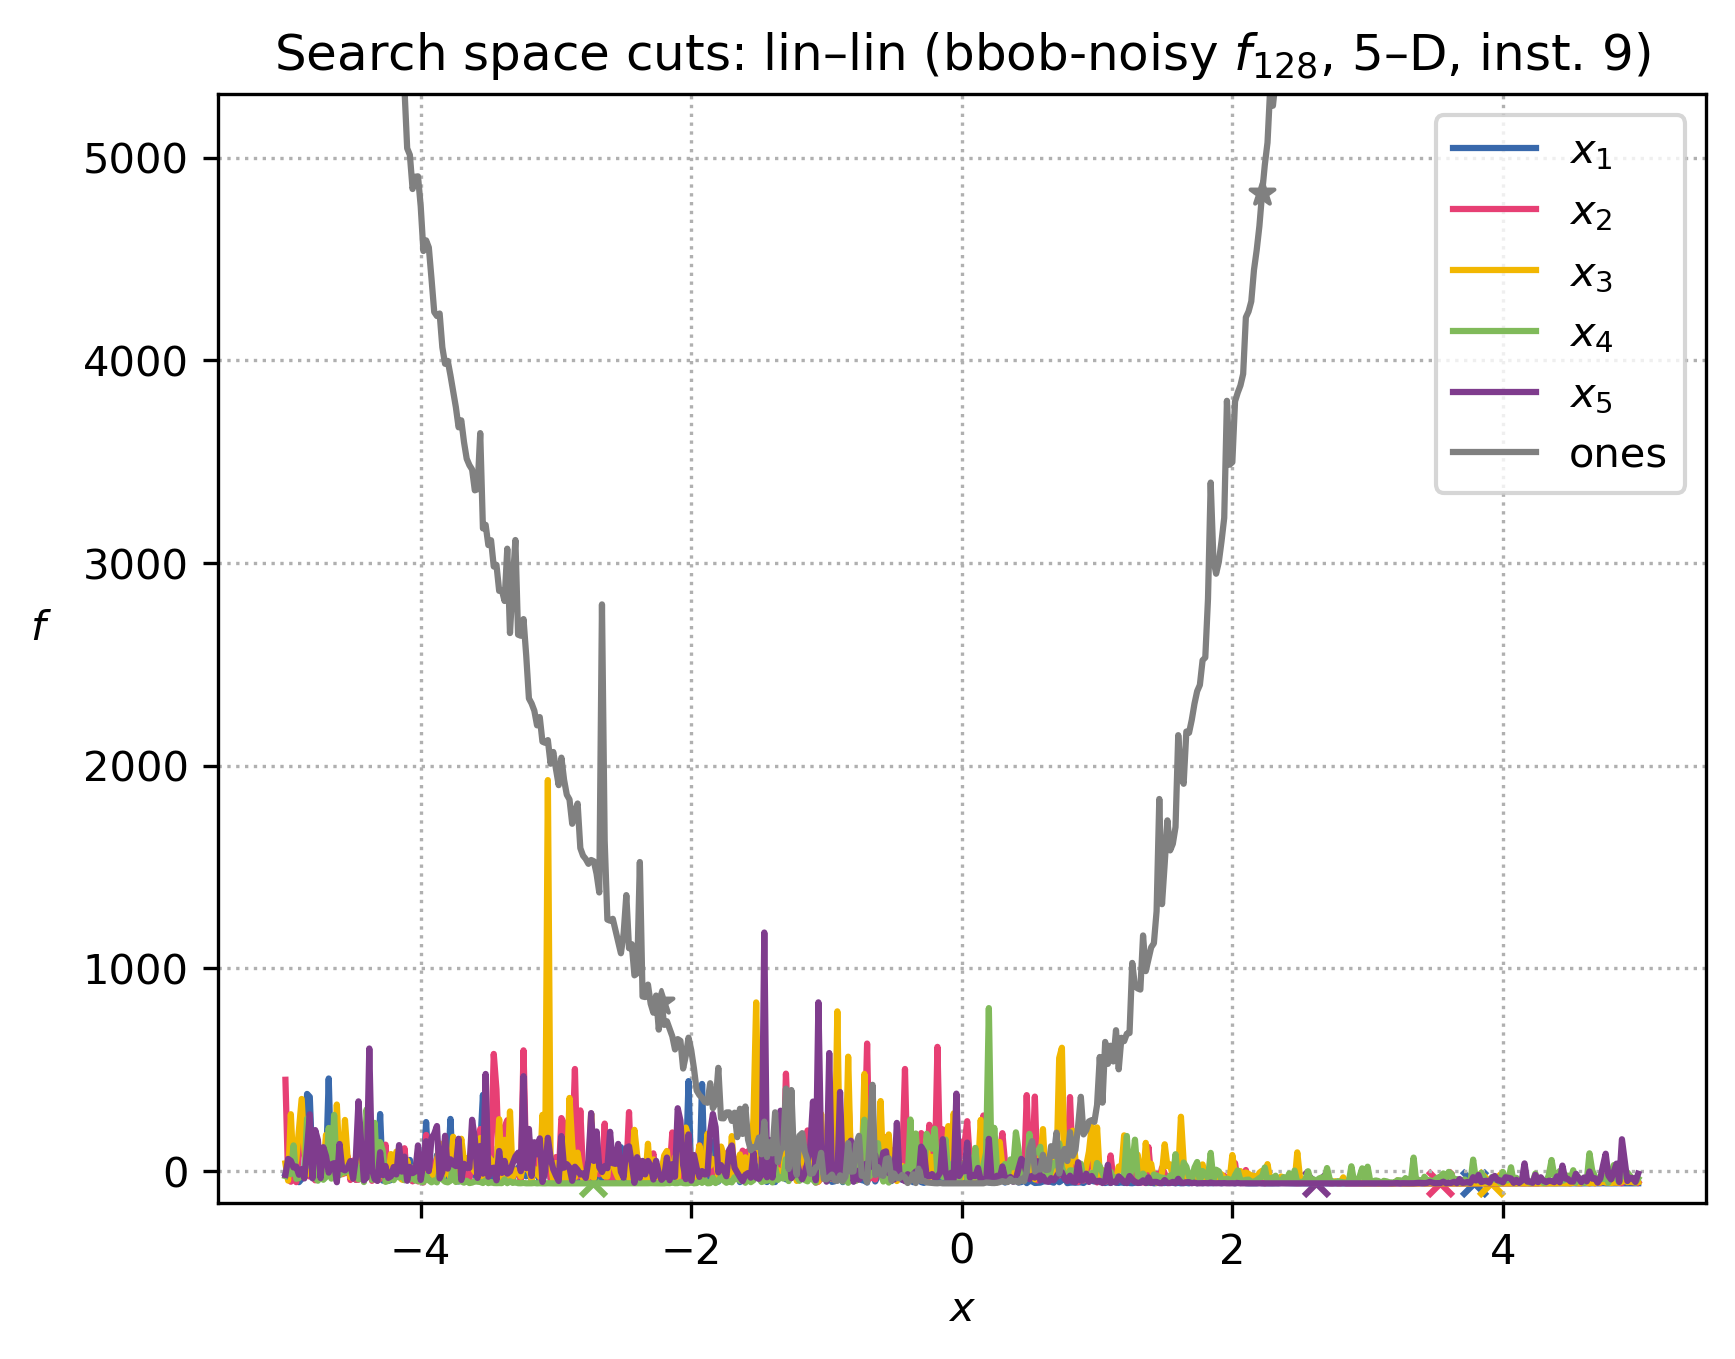 Search space cuts: lin–lin (bbob-noisy f128, 5–D, inst. 9)
5000
4000
3000
2000
1000
0
f
−4
−2
0
2
4
x
x1
x2
x3
x4
x5
ones